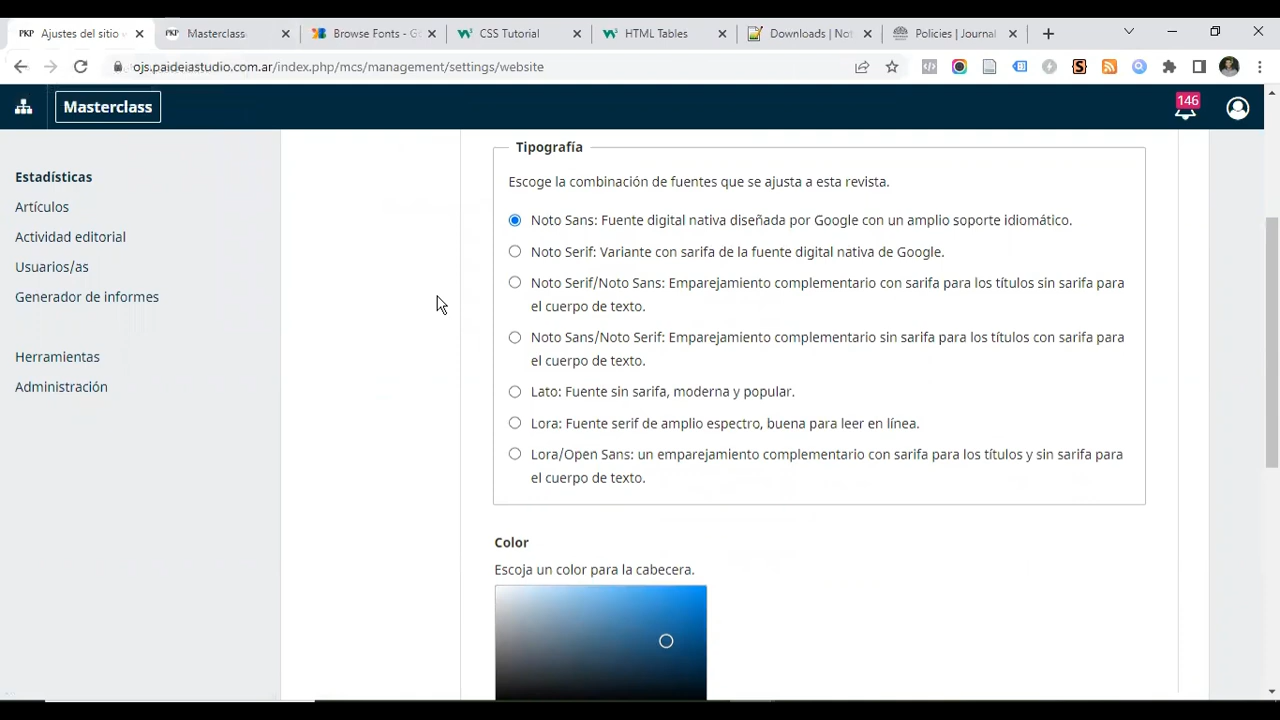 PKP Ajustes del sitio
PKP Masterclass
Browse Fonts - G
CSS Tutorial
HTML Tables
Downloads | Not
Policies | Journal
ojs.paideiastudio.com.ar/index.php/mcs/management/settings/website
Masterclass
146
Estadísticas
Artículos
Actividad editorial
Usuarios/as
Generador de informes
Herramientas
Administración
Tipografía
Escoge la combinación de fuentes que se ajusta a esta revista.
Noto Sans: Fuente digital nativa diseñada por Google con un amplio soporte idiomático.
Noto Serif: Variante con sarifa de la fuente digital nativa de Google.
Noto Serif/Noto Sans: Emparejamiento complementario con sarifa para los títulos sin sarifa para
el cuerpo de texto.
Noto Sans/Noto Serif: Emparejamiento complementario sin sarifa para los títulos con sarifa para
el cuerpo de texto.
Lato: Fuente sin sarifa, moderna y popular.
Lora: Fuente serif de amplio espectro, buena para leer en línea.
Lora/Open Sans: un emparejamiento complementario con sarifa para los títulos y sin sarifa para
el cuerpo de texto.
Color
Escoja un color para la cabecera.